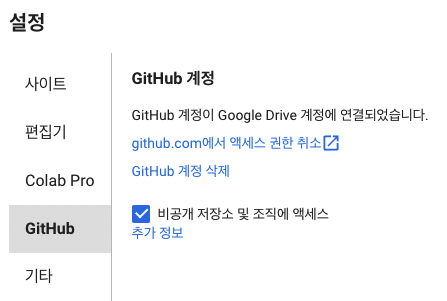 설정
사이트
편집기
Colab Pro
GitHub
기타
GitHub 계정
GitHub 계정이 Google Drive 계정에 연결되었습니다.
github.com에서 액세스 권한 취소
GitHub 계정 삭제
비공개 저장소 및 조직에 액세스
추가 정보